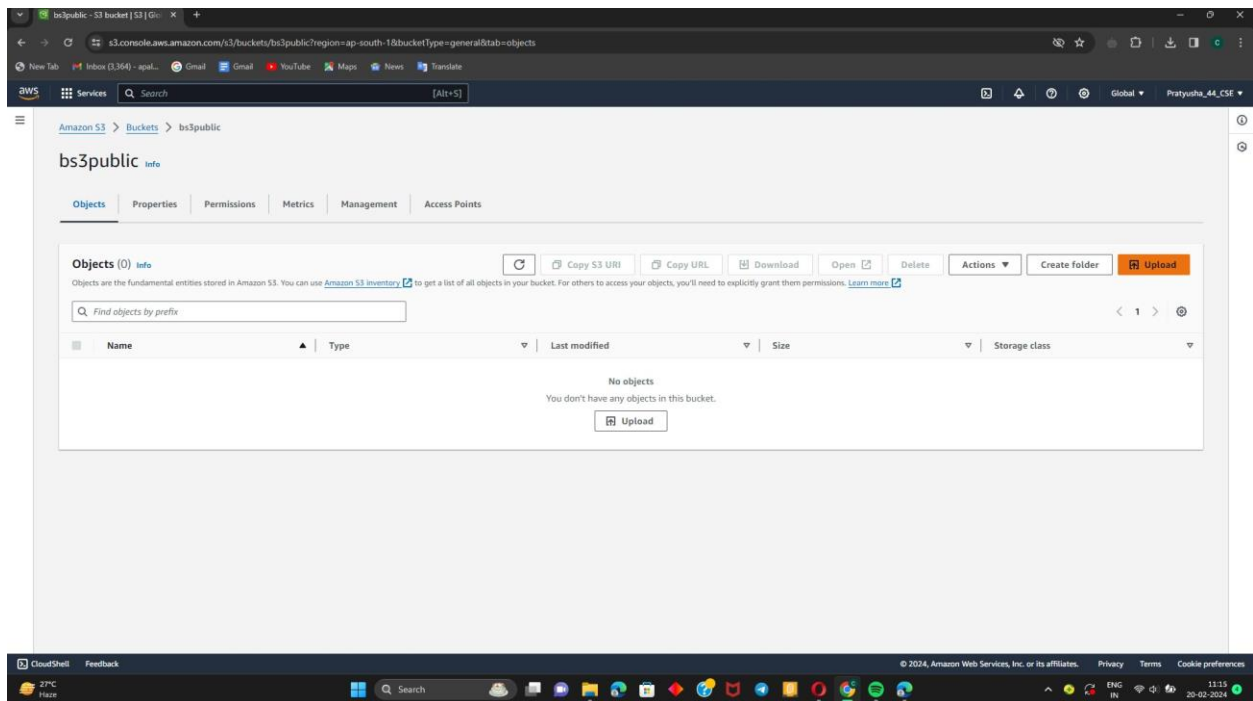 bs3public - S3 bucket | S3 | Glo
s3.console.aws.amazon.com/s3/buckets/bs3public?region=ap-south-1&bucketType=general&tab=objects
New Tab Inbox (3,364) - apal... Gmail Gmail YouTube Maps News Translate
aws Services Search [Alt+S] Global Pratyusha_44_CSE
Amazon S3 > Buckets > bs3public
bs3public Info
Objects Properties Permissions Metrics Management Access Points
Objects (0) Info Copy S3 URI Copy URL Download Open Delete Actions Create folder Upload
Objects are the fundamental entities stored in Amazon S3. You can use Amazon S3 inventory to get a list of all objects in your bucket. For others to access your objects, you'll need to explicitly grant them permissions. Learn more
Find objects by prefix < 1 >
Name Type Last modified Size Storage class
No objects
You don't have any objects in this bucket.
Upload
CloudShell Feedback © 2024, Amazon Web Services, Inc. or its affiliates. Privacy Terms Cookie preferences
27°C
Haze
Search
ENG
IN
11:15
20-02-2024